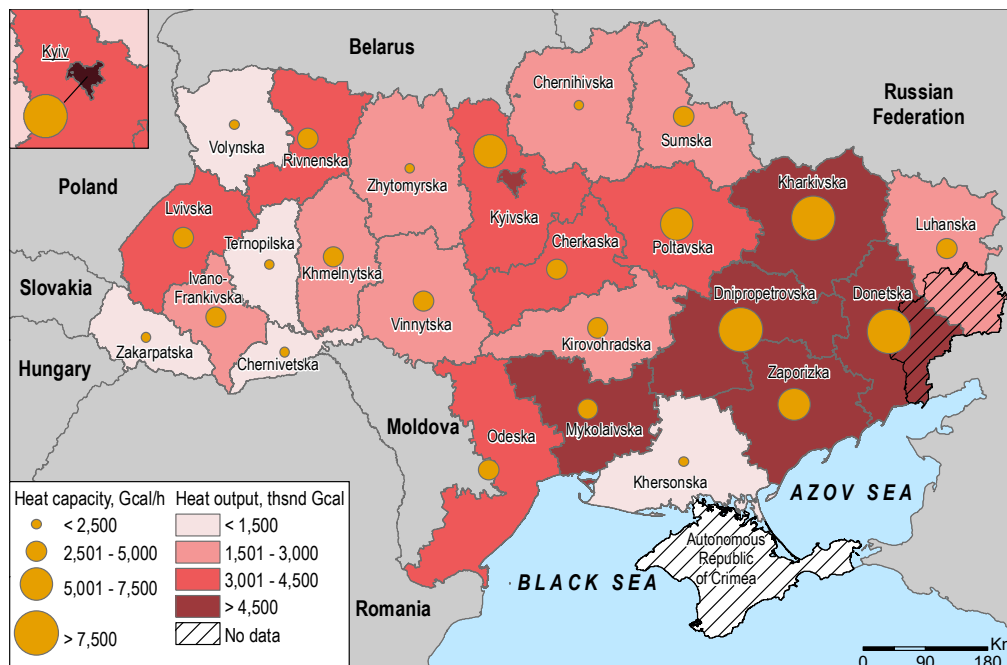 Kyiv
Belarus
Russian
Federation
Poland
Slovakia
Hungary
Moldova
Romania
Volynska
Rivnenska
Zhytomyrska
Chernihivska
Sumska
Kyivska
Lvivska
Ternopilska
Khmelnytska
Ivano-
Frankivska
Zakarpatska
Chernivetska
Vinnytska
Cherkaska
Poltavska
Kharkivska
Luhanska
Kirovohradska
Dnipropetrovska
Donetska
Zaporizka
Mykolaivska
Odeska
Khersonska
Autonomous
Republic
of Crimea
AZOV SEA
BLACK SEA
Heat capacity, Gcal/h
< 2,500
2,501 - 5,000
5,001 - 7,500
> 7,500
Heat output, thsnd Gcal
< 1,500
1,501 - 3,000
3,001 - 4,500
> 4,500
No data
Km
0 90 180